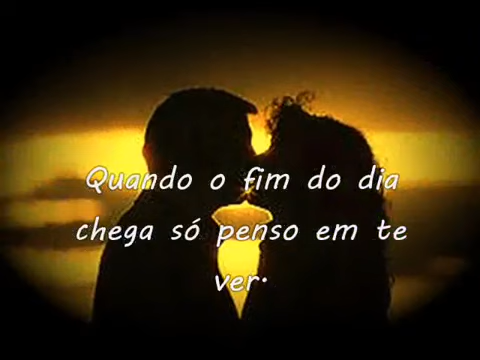 Quando o fim do dia
chega só penso em te
ver.